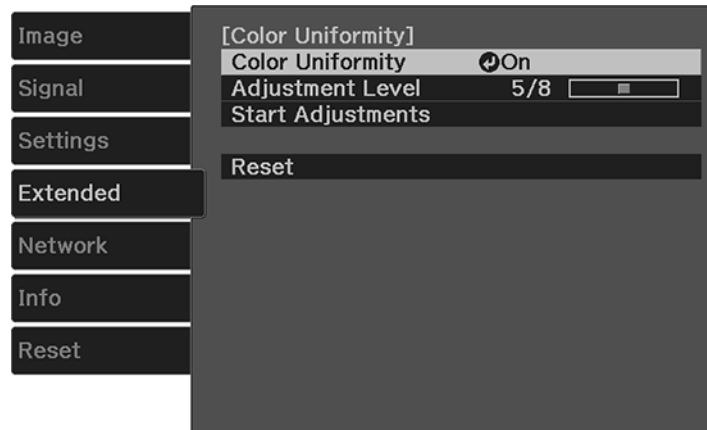 Image
Signal
Settings
Extended
Network
Info
Reset
[Color Uniformity]
Color Uniformity On
Adjustment Level 5/8
Start Adjustments
Reset